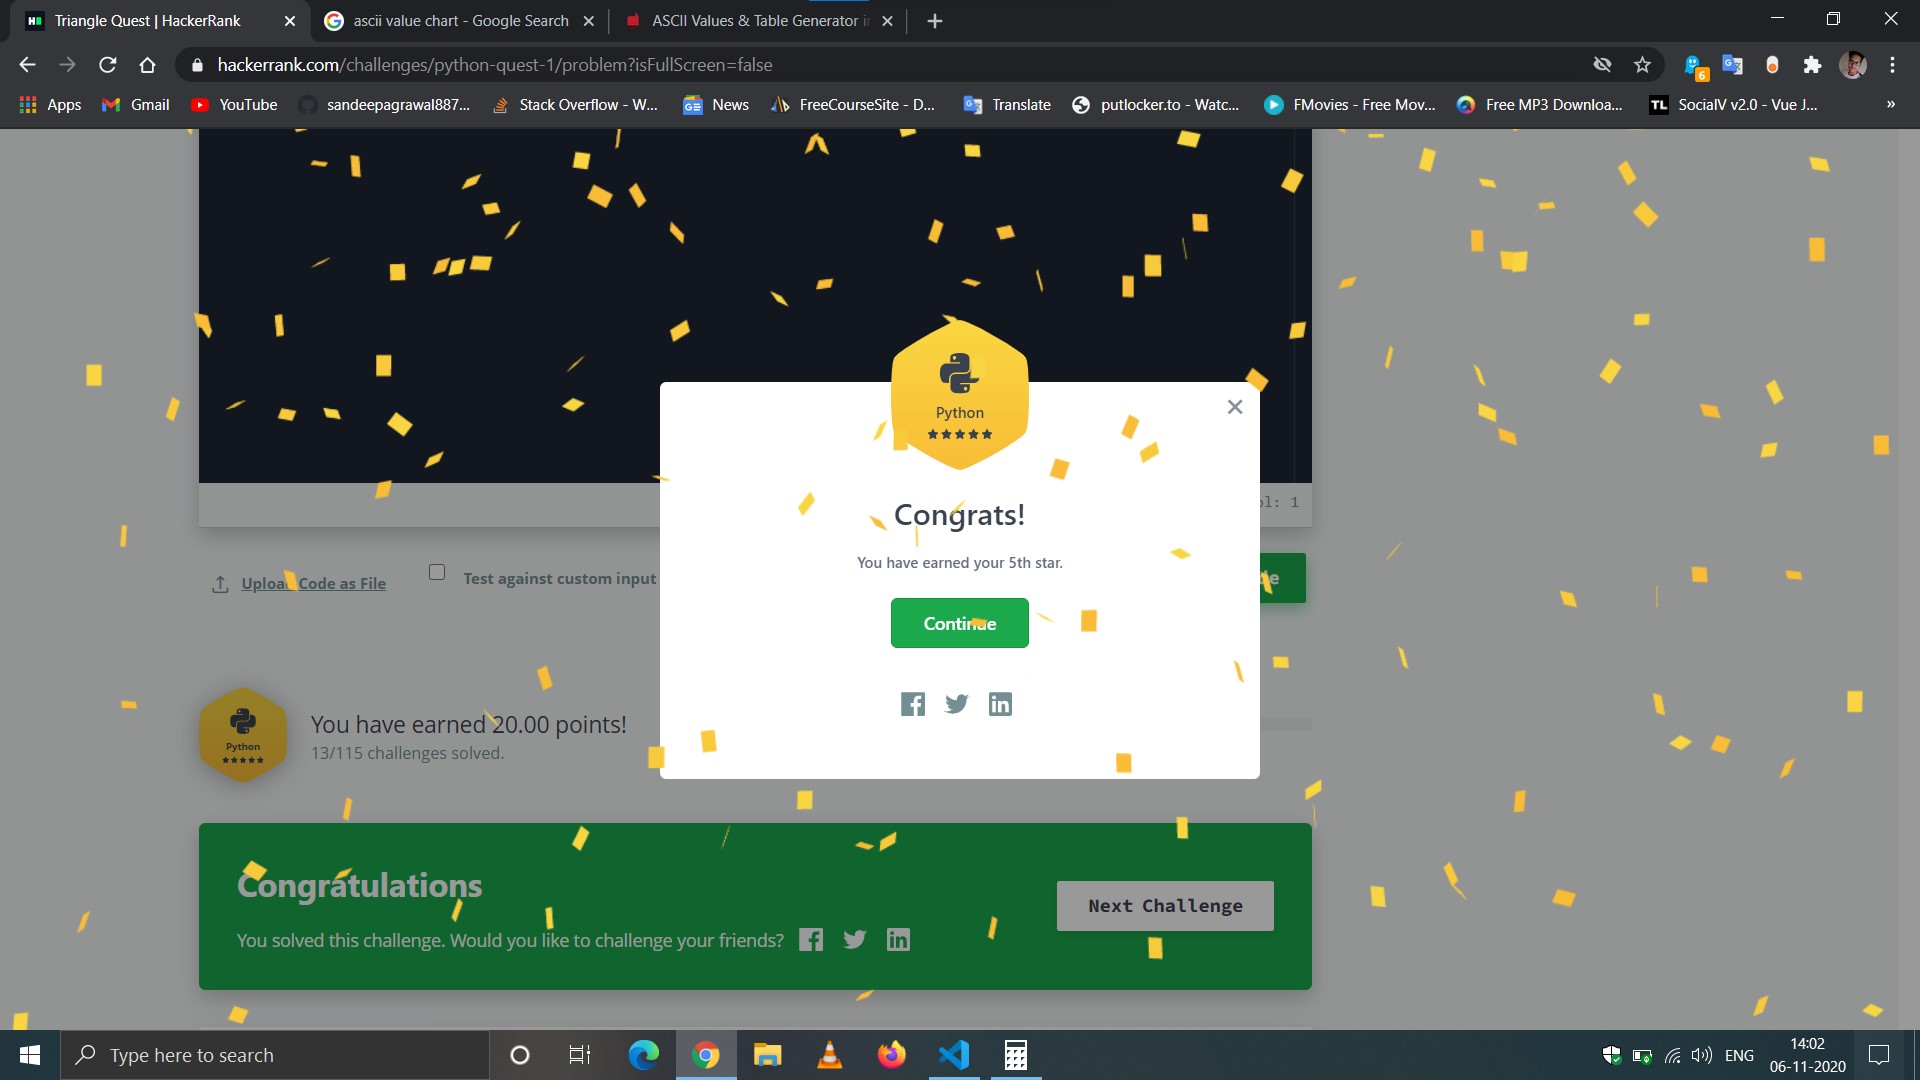 Triangle Quest | HackerRank
ascii value chart - Google Search
ASCII Values & Table Generator in
hackerrank.com/challenges/python-quest-1/problem?isFullScreen=false
6
Apps
Gmail
YouTube
sandeepagrawal887...
Stack Overflow - W...
News
FreeCourseSite - D...
Translate
putlocker.to - Watc...
FMovies - Free Mov...
Free MP3 Downloa...
TL
SocialV v2.0 - Vue J...
»
Python
Congrats!
You have earned your 5th star.
Continue
ol: 1
Upload Code as File
Test against custom input
de
Python
You have earned 20.00 points!
13/115 challenges solved.
Congratulations
You solved this challenge. Would you like to challenge your friends?
Next Challenge
Type here to search
ENG
14:02
06-11-2020